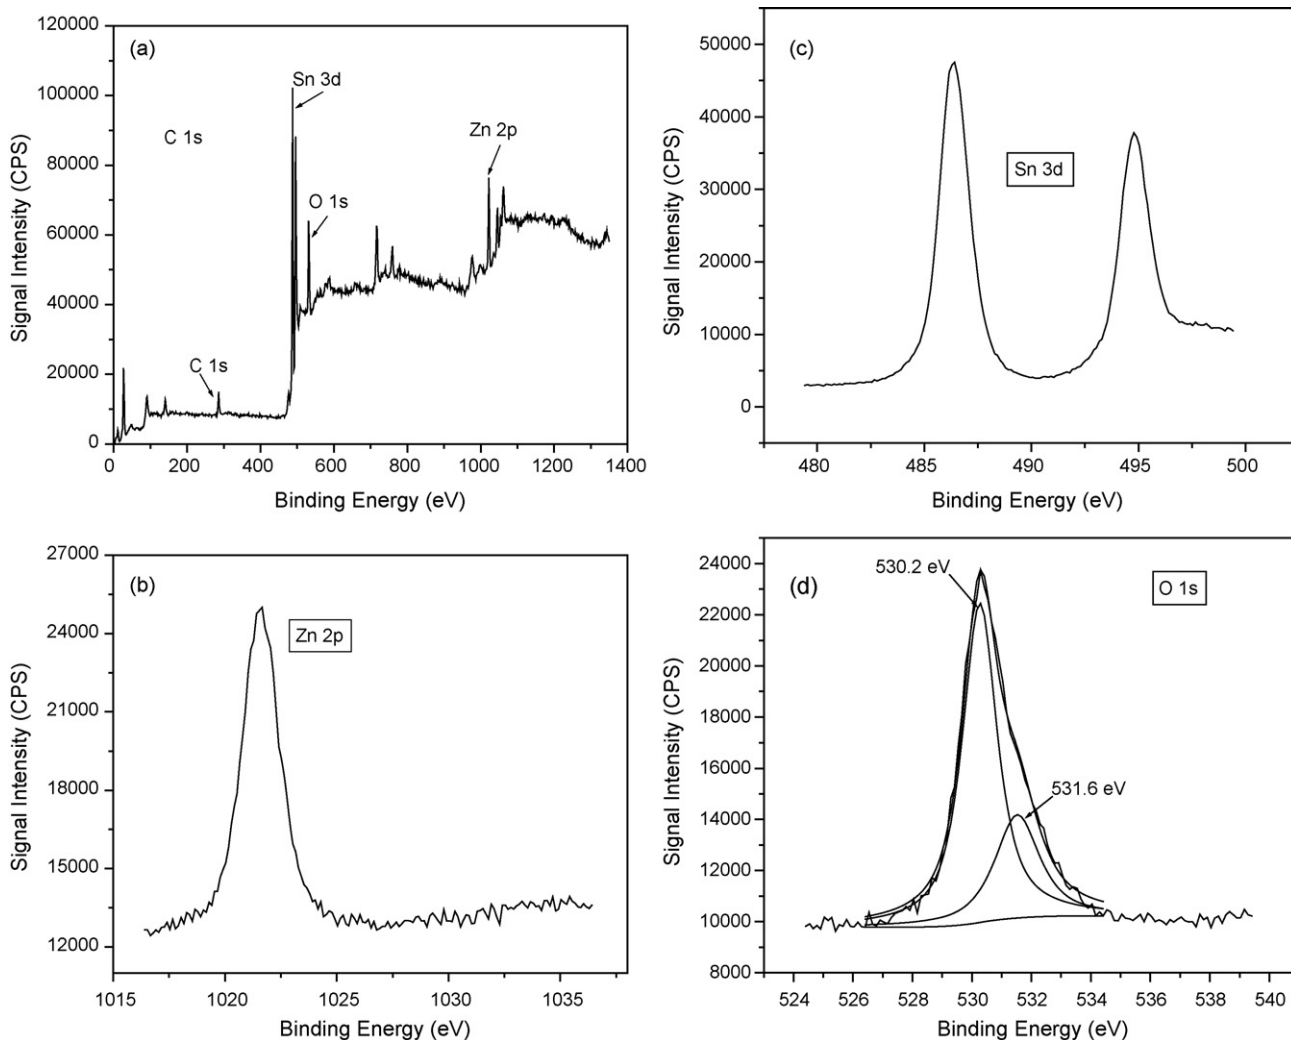 (a)
120000
100000
80000
60000
40000
20000
0
Signal Intensity (CPS)
C 1s
Sn 3d
O 1s
Zn 2p
C 1s
0 200 400 600 800 1000 1200 1400
Binding Energy (eV)
(c)
50000
40000
30000
20000
10000
0
Signal Intensity (CPS)
Sn 3d
480 485 490 495 500
Binding Energy (eV)
(b)
27000
24000
21000
18000
15000
12000
Signal Intensity (CPS)
Zn 2p
1015 1020 1025 1030 1035
Binding Energy (eV)
(d)
24000
22000
20000
18000
16000
14000
12000
10000
8000
Signal Intensity (CPS)
530.2 eV
O 1s
531.6 eV
524 526 528 530 532 534 536 538 540
Binding Energy (eV)